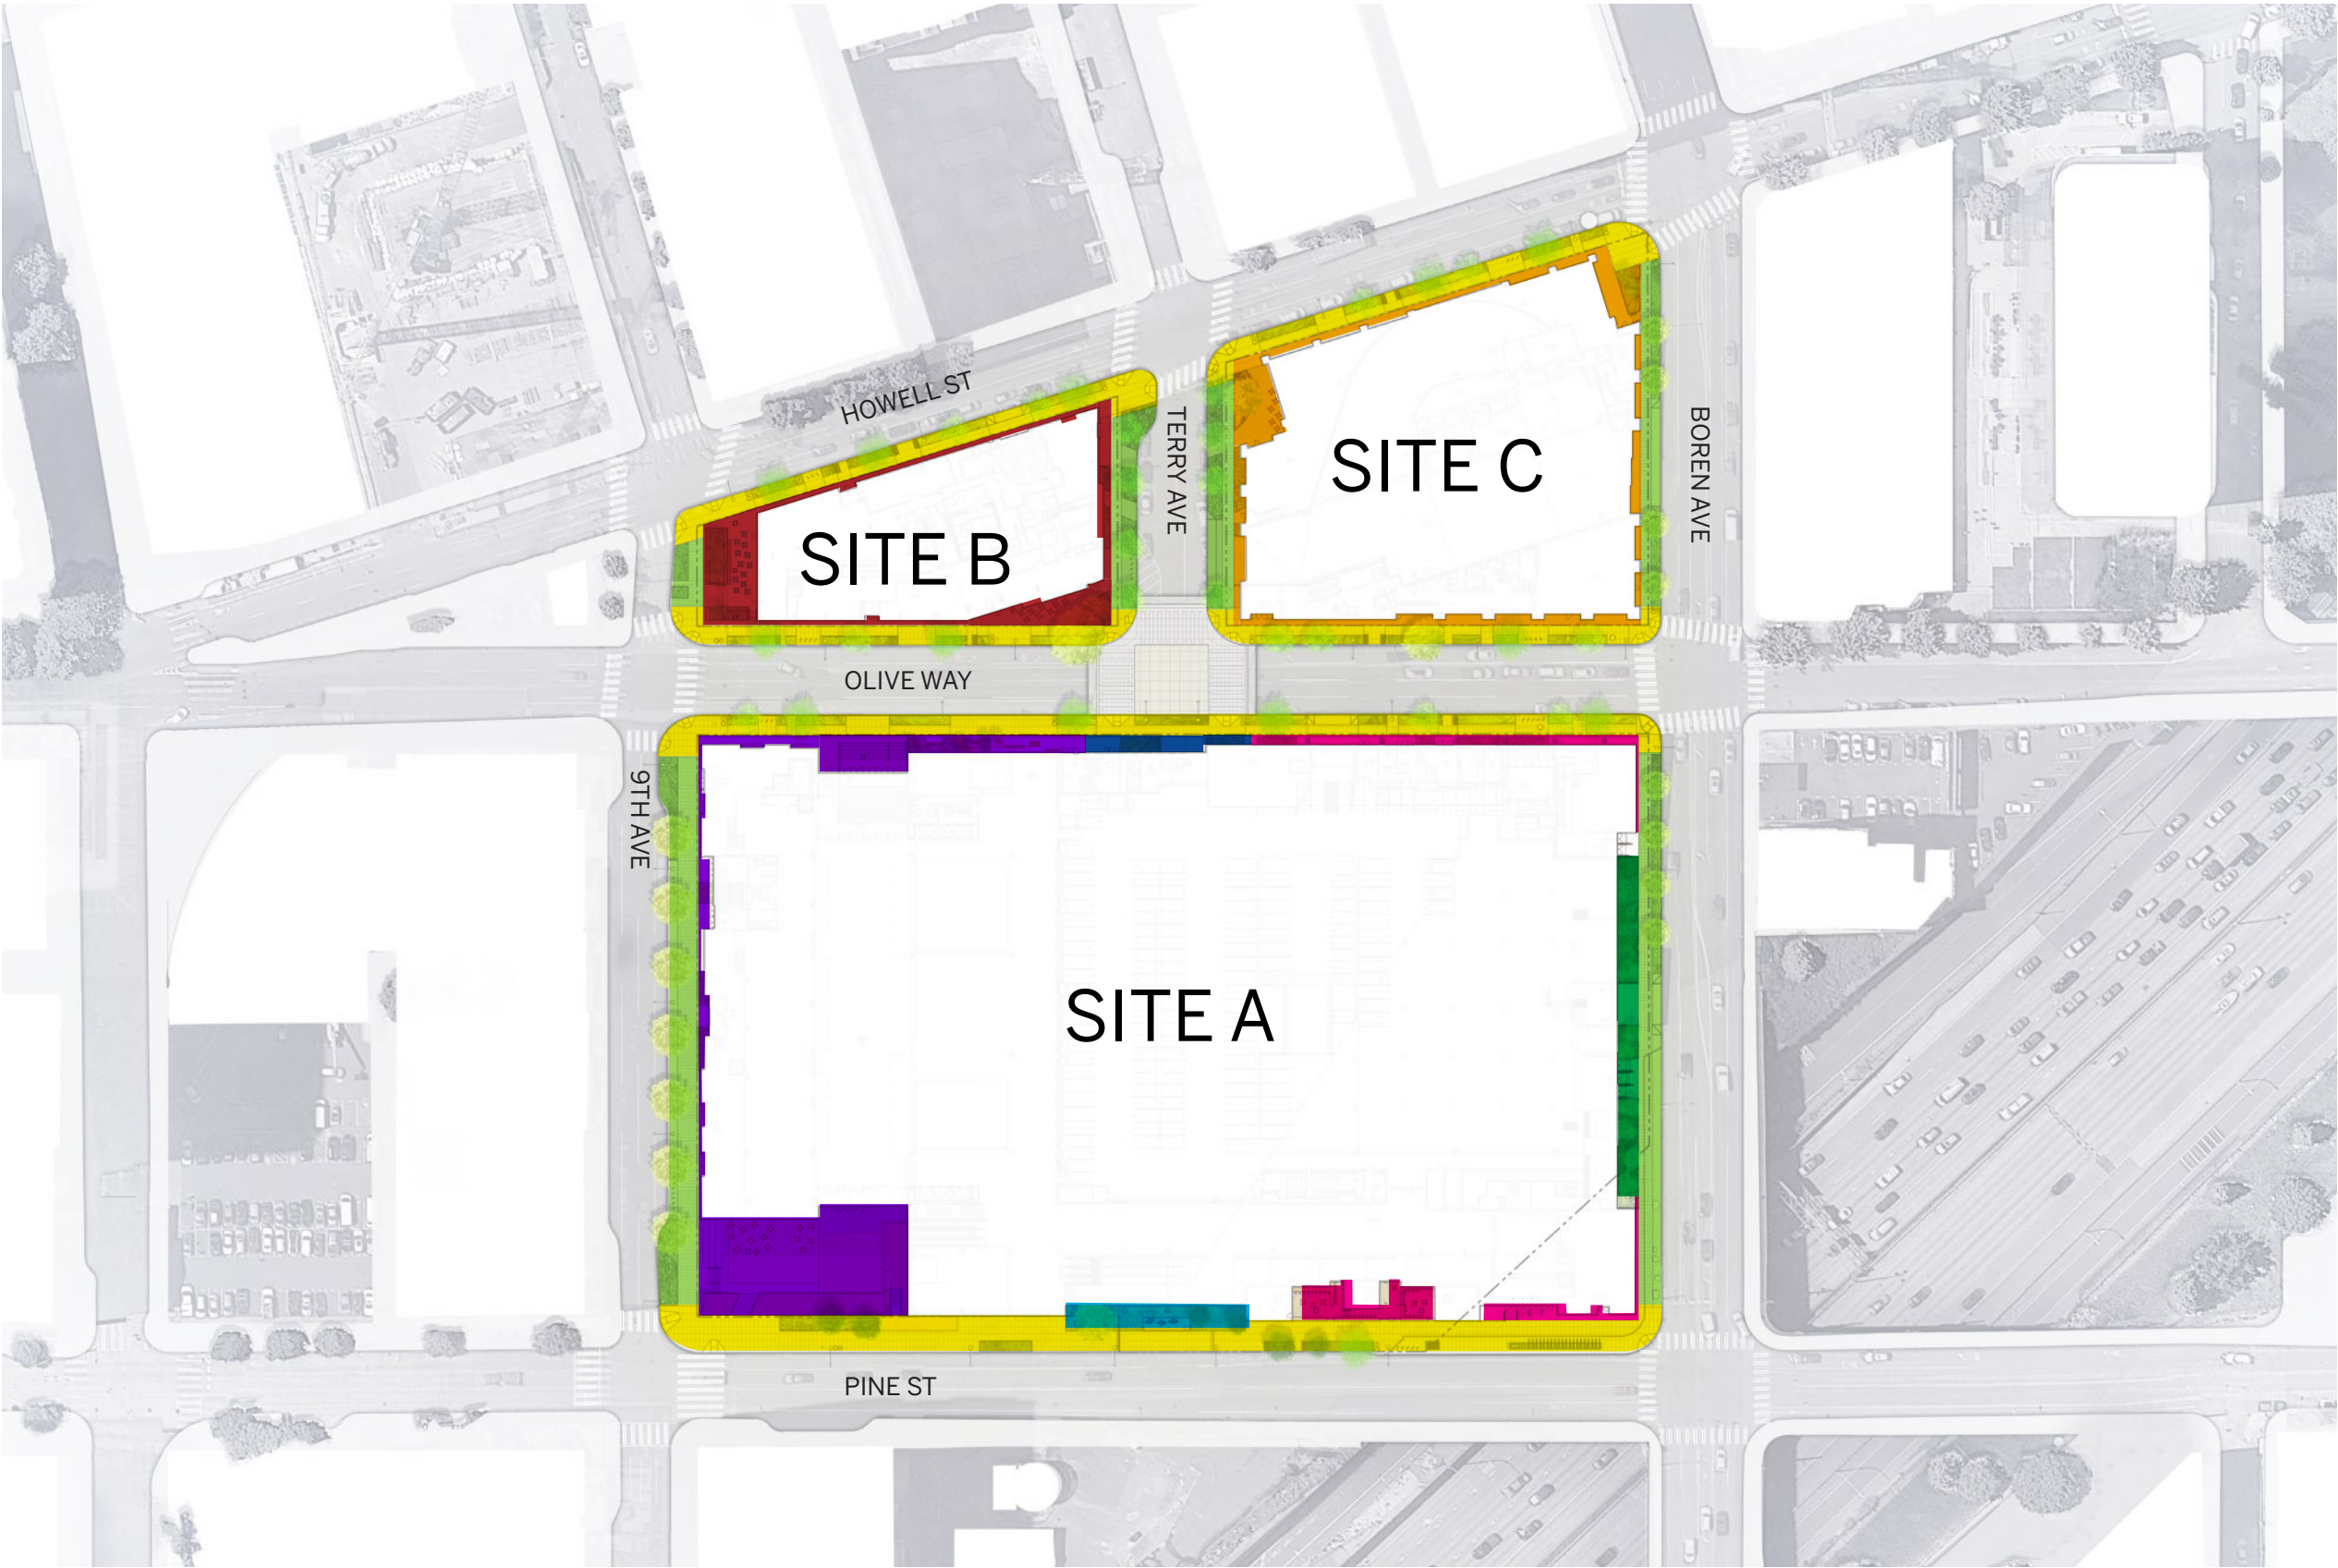 HOWELL ST
TERRY AVE
BOREN AVE
SITE C
SITE B
OLIVE WAY
9TH AVE
SITE A
PINE ST